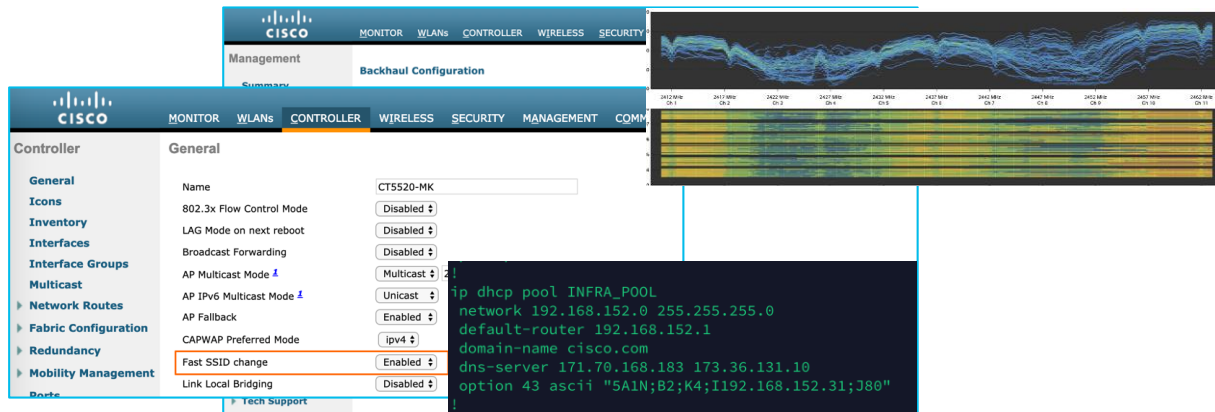 CISCO
MONITOR WLANs CONTROLLER WIRELESS SECURITY
Management
Summary
Backhaul Configuration
2412 MHz 2417 MHz 2422 MHz 2427 MHz 2432 MHz 2437 MHz 2442 MHz 2447 MHz 2452 MHz 2457 MHz 2462 MHz
Ch 1 Ch 2 Ch 3 Ch 4 Ch 5 Ch 6 Ch 7 Ch 8 Ch 9 Ch 10 Ch 11
CISCO
MONITOR WLANs CONTROLLER WIRELESS SECURITY MANAGEMENT COMM
Controller
General
Icons
Inventory
Interfaces
Interface Groups
Multicast
Network Routes
Fabric Configuration
Redundancy
Mobility Management
Ports
General
Name CT5520-MK
802.3x Flow Control Mode Disabled
LAG Mode on next reboot Disabled
Broadcast Forwarding Disabled
AP Multicast Mode 1 Multicast 2
AP IPv6 Multicast Mode 1 Unicast
AP Fallback Enabled
CAPWAP Preferred Mode ipv4
Fast SSID change Enabled
Link Local Bridging Disabled
Tech Support
!
ip dhcp pool INFRA_POOL
network 192.168.152.0 255.255.255.0
default-router 192.168.152.1
domain-name cisco.com
dns-server 171.70.168.183 173.36.131.10
option 43 ascii "5A1N;B2;K4;I192.168.152.31;J80"
!